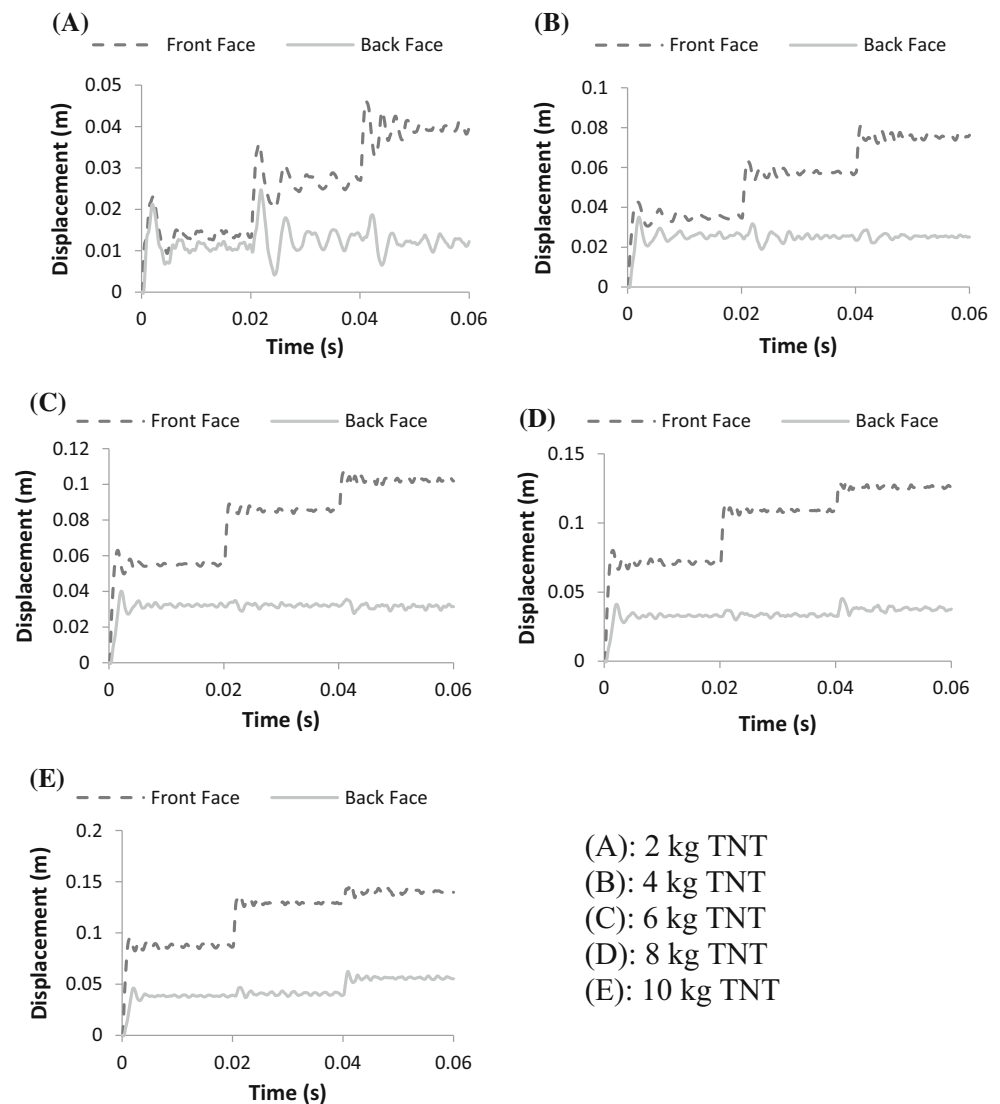 (A)
Front Face Back Face
Displacement (m)
0.05
0.04
0.03
0.02
0.01
0
0 0.02 0.04 0.06
Time (s)
(B)
Front Face Back Face
Displacement (m)
0.1
0.08
0.06
0.04
0.02
0
0 0.02 0.04 0.06
Time (s)
(C)
Front Face Back Face
Displacement (m)
0.12
0.1
0.08
0.06
0.04
0.02
0
0 0.02 0.04 0.06
Time (s)
(D)
Front Face Back Face
Displacement (m)
0.15
0.1
0.05
0
0 0.02 0.04 0.06
Time (s)
(E)
Front Face Back Face
Displacement (m)
0.2
0.15
0.1
0.05
0
0 0.02 0.04 0.06
Time (s)
(A): 2 kg TNT
(B): 4 kg TNT
(C): 6 kg TNT
(D): 8 kg TNT
(E): 10 kg TNT